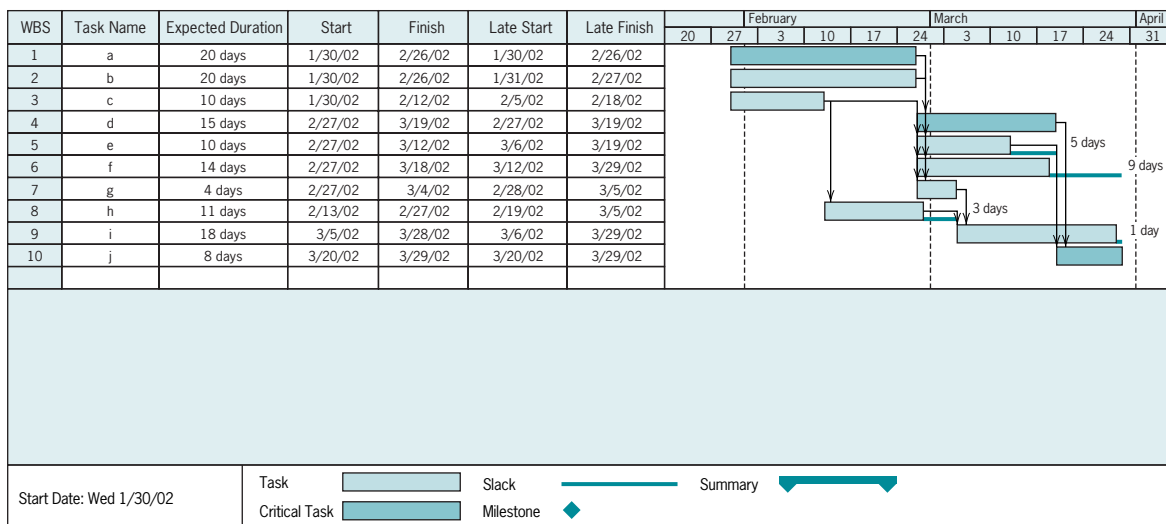 WBS Task Name Expected Duration Start Finish Late Start Late Finish
February March April
20 27 3 10 17 24 3 10 17 24 31
1 a 20 days 1/30/02 2/26/02 1/30/02 2/26/02
2 b 20 days 1/30/02 2/26/02 1/31/02 2/27/02
3 c 10 days 1/30/02 2/12/02 2/5/02 2/18/02
4 d 15 days 2/27/02 3/19/02 2/27/02 3/19/02
5 e 10 days 2/27/02 3/12/02 3/6/02 3/19/02
5 days
6 f 14 days 2/27/02 3/18/02 3/12/02 3/29/02
9 days
7 g 4 days 2/27/02 3/4/02 2/28/02 3/5/02
8 h 11 days 2/13/02 2/27/02 2/19/02 3/5/02
3 days
9 i 18 days 3/5/02 3/28/02 3/6/02 3/29/02
1 day
10 j 8 days 3/20/02 3/29/02 3/20/02 3/29/02
Start Date: Wed 1/30/02
Task Slack Summary
Critical Task Milestone